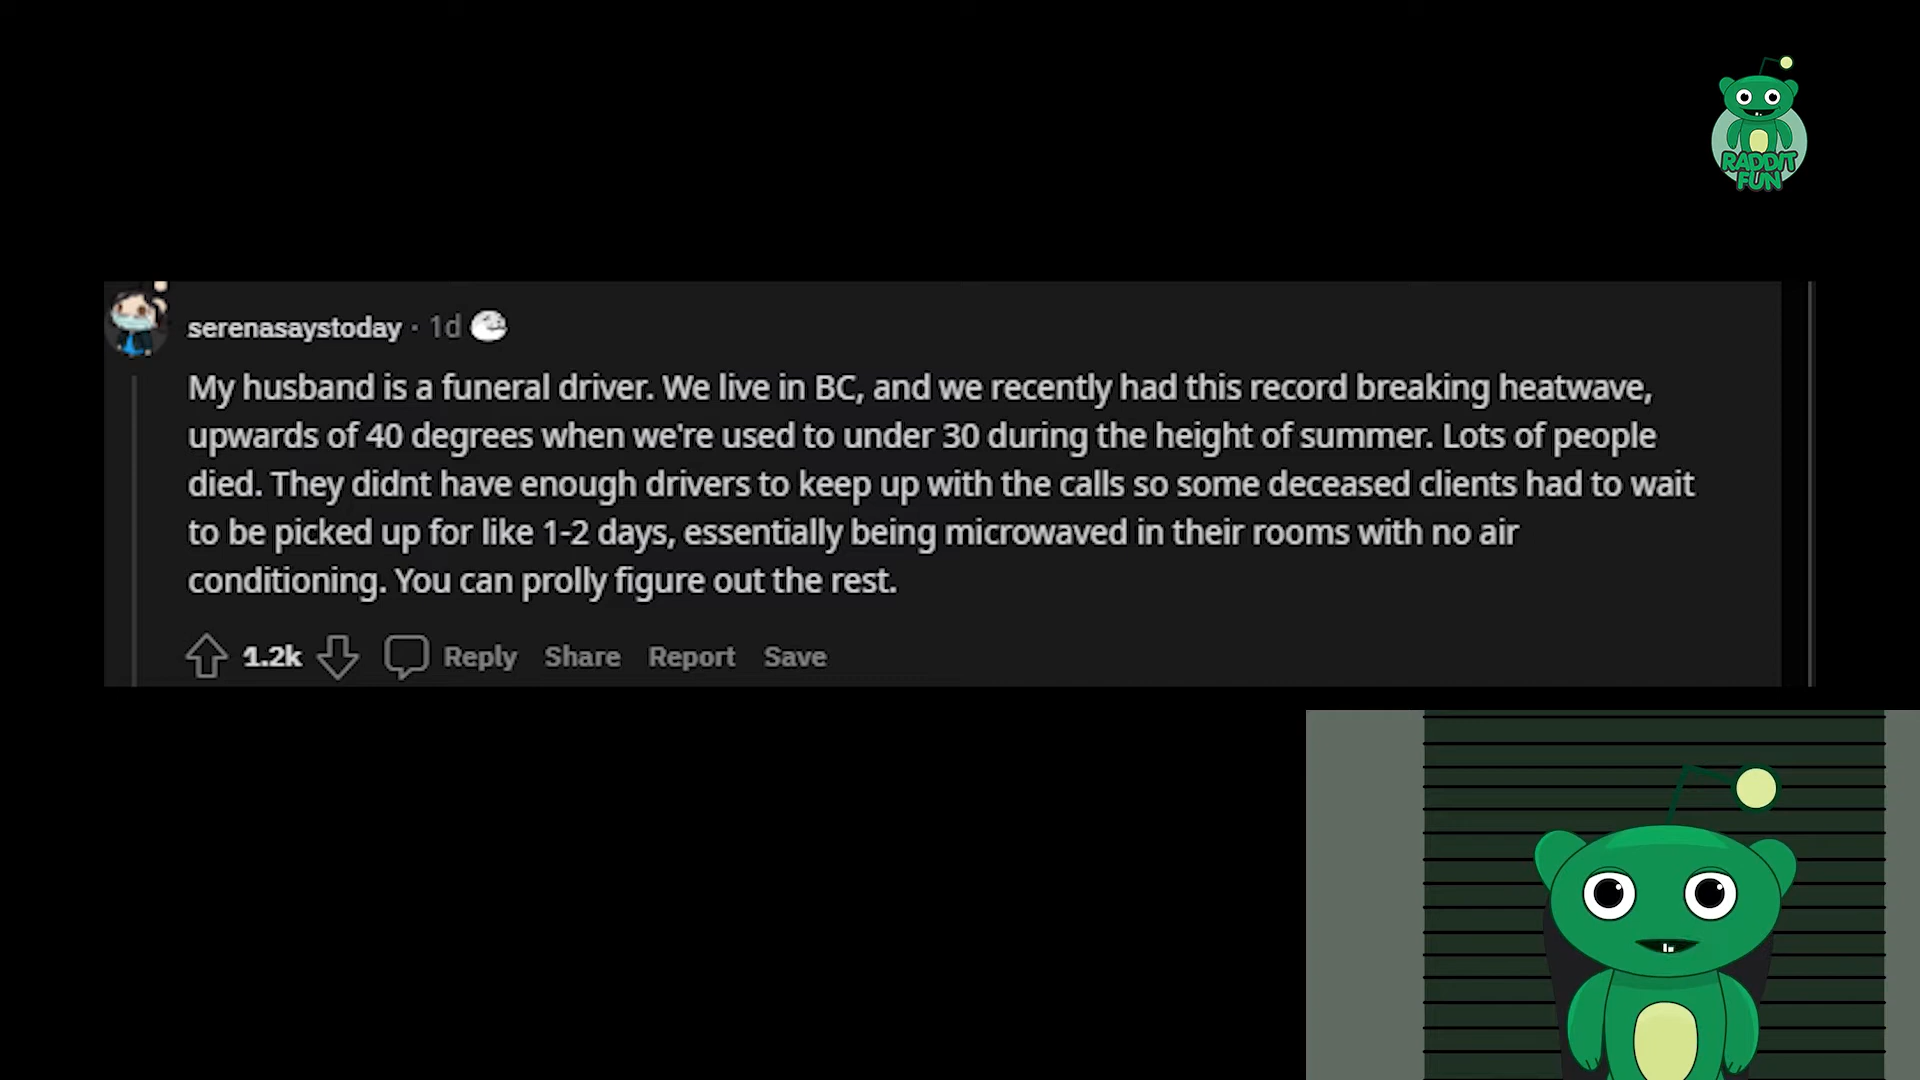 RADDIT
FUN
serenasaystoday · 1d
My husband is a funeral driver. We live in BC, and we recently had this record breaking heatwave,
upwards of 40 degrees when we're used to under 30 during the height of summer. Lots of people
died. They didnt have enough drivers to keep up with the calls so some deceased clients had to wait
to be picked up for like 1-2 days, essentially being microwaved in their rooms with no air
conditioning. You can prolly figure out the rest.
1.2k Reply Share Report Save